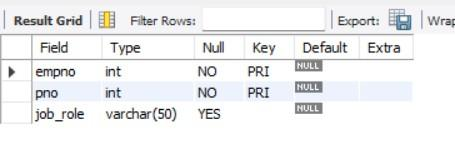 Result Grid Filter Rows: Export: Wrap
Field Type Null Key Default Extra
empno int NO PRI NULL
pno int NO PRI NULL
job_role varchar(50) YES NULL